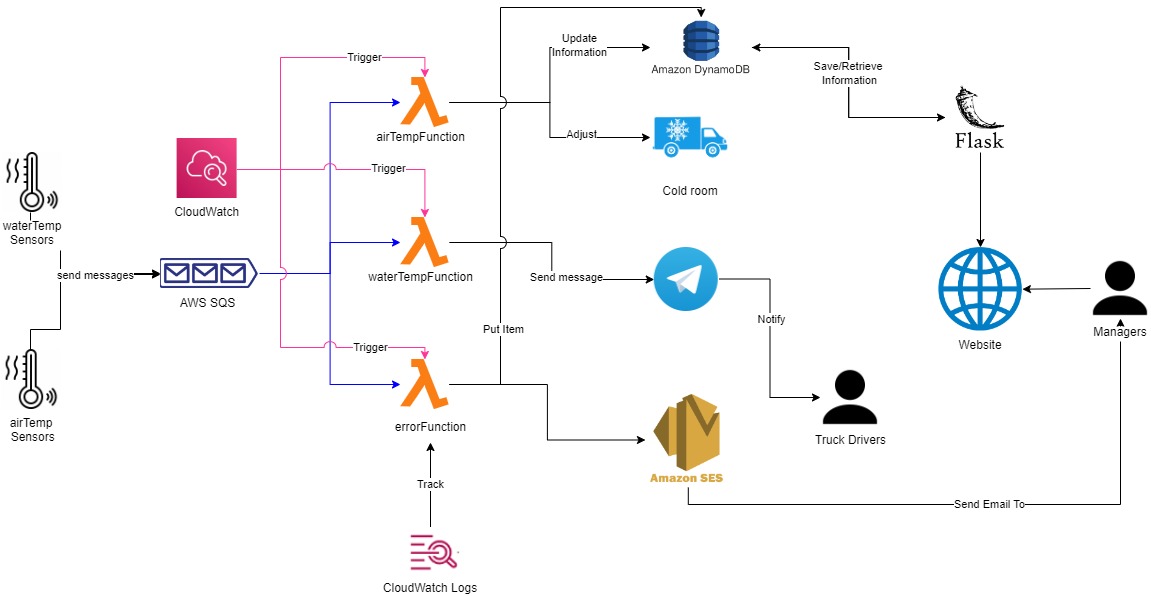 Trigger
Update
Information
Amazon DynamoDB
Save/Retrieve
Information
airTempFunction
Adjust
Flask
Cold room
Trigger
CloudWatch
waterTemp
Sensors
send messages
AWS SQS
waterTempFunction
Send message
Notify
Managers
Website
Put Item
Trigger
airTemp
Sensors
errorFunction
Truck Drivers
Amazon SES
Track
Send Email To
CloudWatch Logs